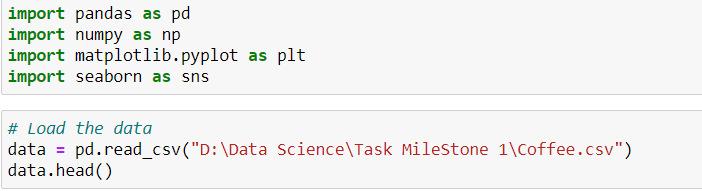 import pandas as pd
import numpy as np
import matplotlib.pyplot as plt
import seaborn as sns
# Load the data
data = pd.read_csv("D:\Data Science\Task MileStone 1\Coffee.csv")
data.head()